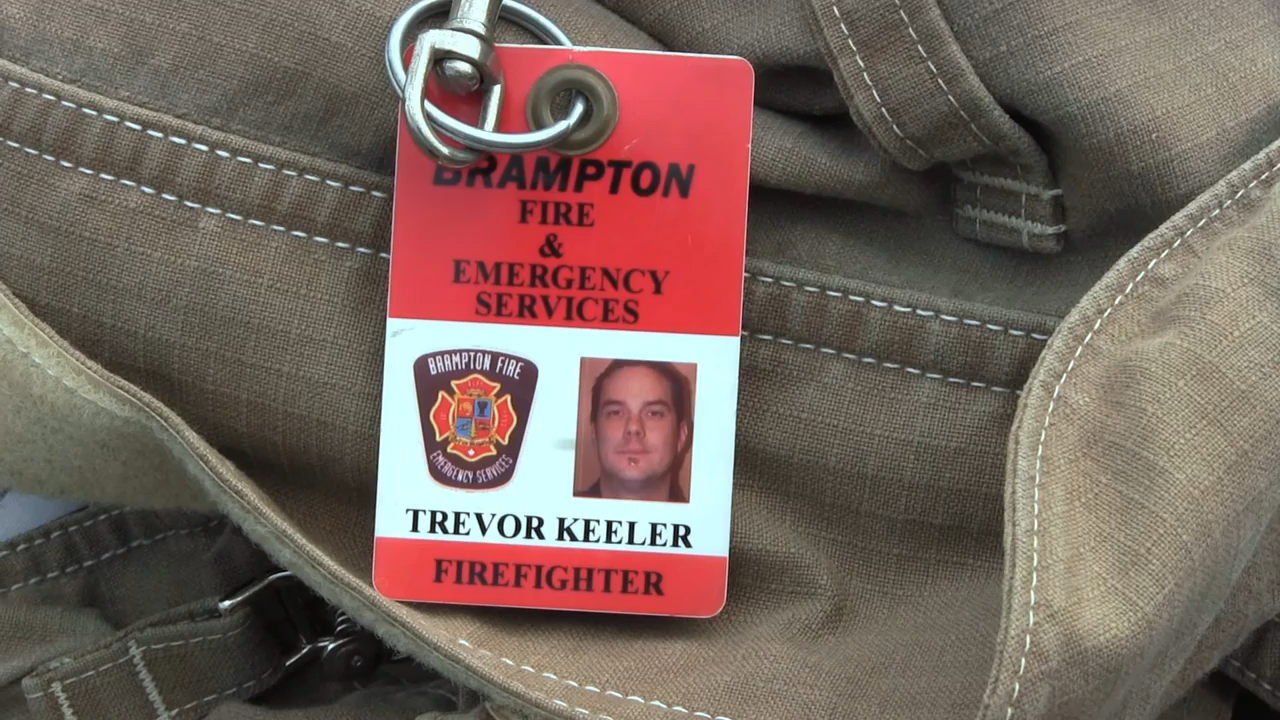 BRAMPTON
FIRE
&
EMERGENCY
SERVICES
BRAMPTON FIRE
EMERGENCY SERVICES
TREVOR KEELER
FIREFIGHTER